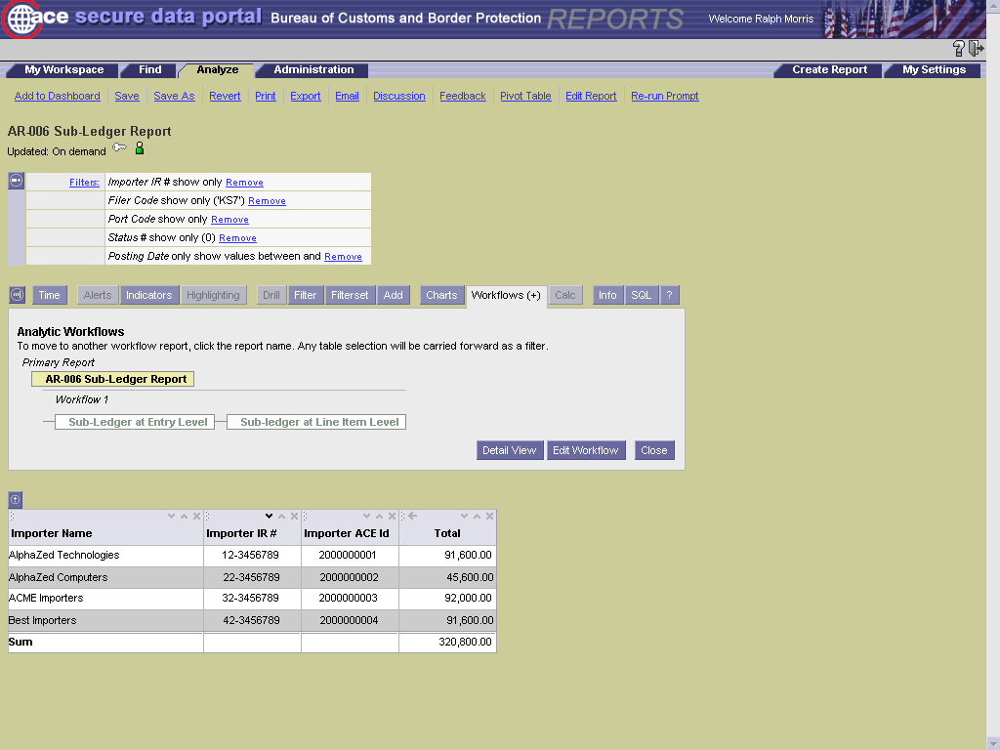 ace secure data portal Bureau of Customs and Border Protection REPORTS Welcome Ralph Morris
?
My Workspace Find Analyze Administration Create Report My Settings
Add to Dashboard Save Save As Revert Print Export Email Discussion Feedback Pivot Table Edit Report Re-run Prompt
AR-006 Sub-Ledger Report
Updated: On demand
Filters: Importer IR # show only Remove
Filer Code show only ('KS7') Remove
Port Code show only Remove
Status # show only (0) Remove
Posting Date only show values between and Remove
Time Alerts Indicators Highlighting Drill Filter Filterset Add Charts Workflows (+) Calc Info SQL ?
Analytic Workflows
To move to another workflow report, click the report name. Any table selection will be carried forward as a filter.
Primary Report
AR-006 Sub-Ledger Report
Workflow 1
Sub-Ledger at Entry Level Sub-ledger at Line Item Level
Detail View Edit Workflow Close
Importer Name Importer IR # Importer ACE Id Total
AlphaZed Technologies 12-3456789 2000000001 91,600.00
AlphaZed Computers 22-3456789 2000000002 45,600.00
ACME Importers 32-3456789 2000000003 92,000.00
Best Importers 42-3456789 2000000004 91,600.00
Sum 320,800.00